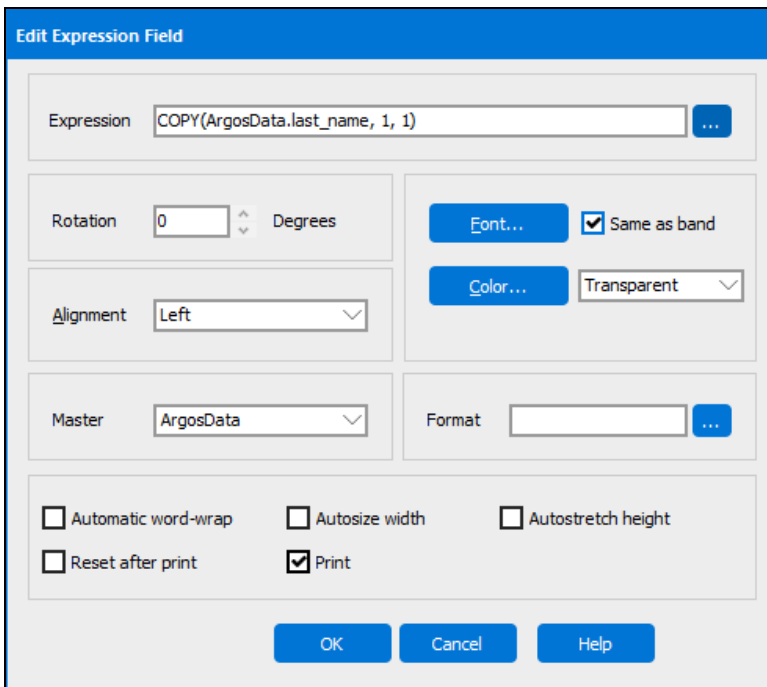 Edit Expression Field
Expression COPY(ArgosData.last_name, 1, 1) ...
Rotation 0 Degrees
Font... Same as band
Color... Transparent
Alignment Left
Master ArgosData
Format ...
Automatic word-wrap Autosize width Autostretch height
Reset after print Print
OK Cancel Help